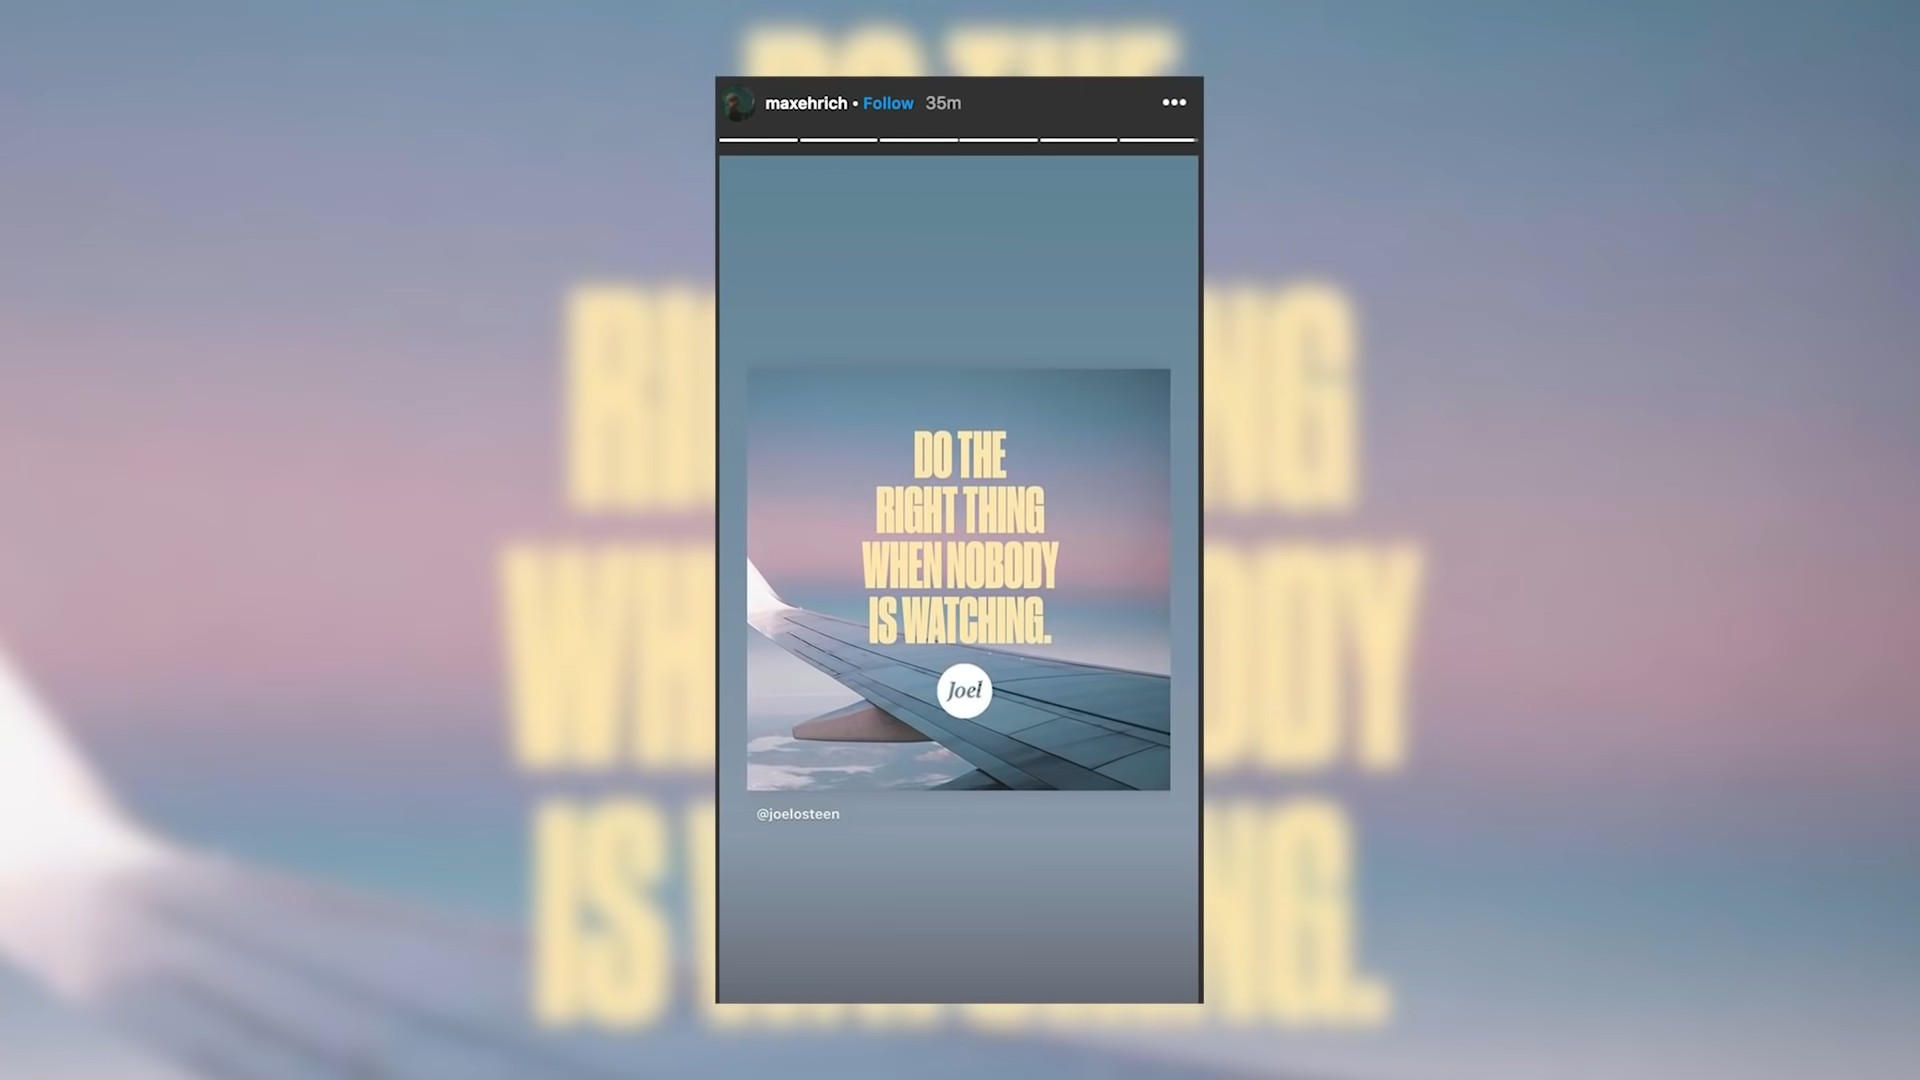 maxehrich • Follow 35m
DO THE
RIGHT THING
WHEN NOBODY
IS WATCHING.
Joel
@joelosteen